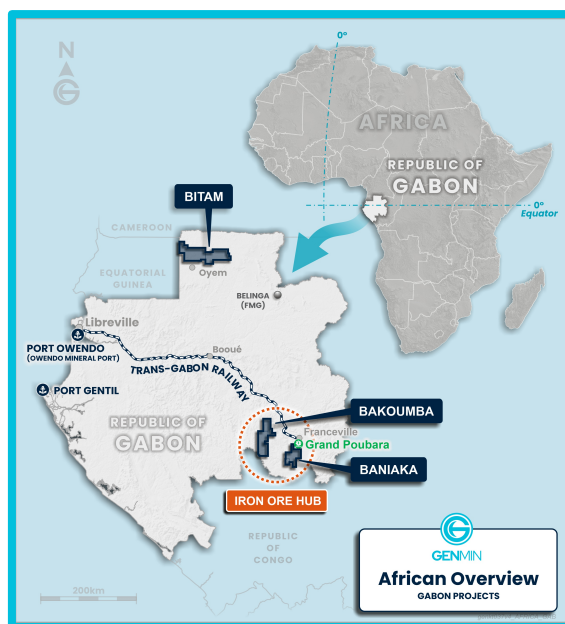 N
0°
AFRICA
REPUBLIC OF
GABON
0°
Equator
BITAM
CAMEROON
EQUATORIAL
GUINEA
Oyem
BELINGA
(FMG)
Libreville
PORT OWENDO
(OWENDO MINERAL PORT)
Booué
TRANS-GABON RAILWAY
PORT GENTIL
REPUBLIC OF
GABON
BAKOUMBA
Franceville
Grand Poubara
BANIAKA
IRON ORE HUB
REPUBLIC
OF
CONGO
200km
GENMIN
African Overview
GABON PROJECTS